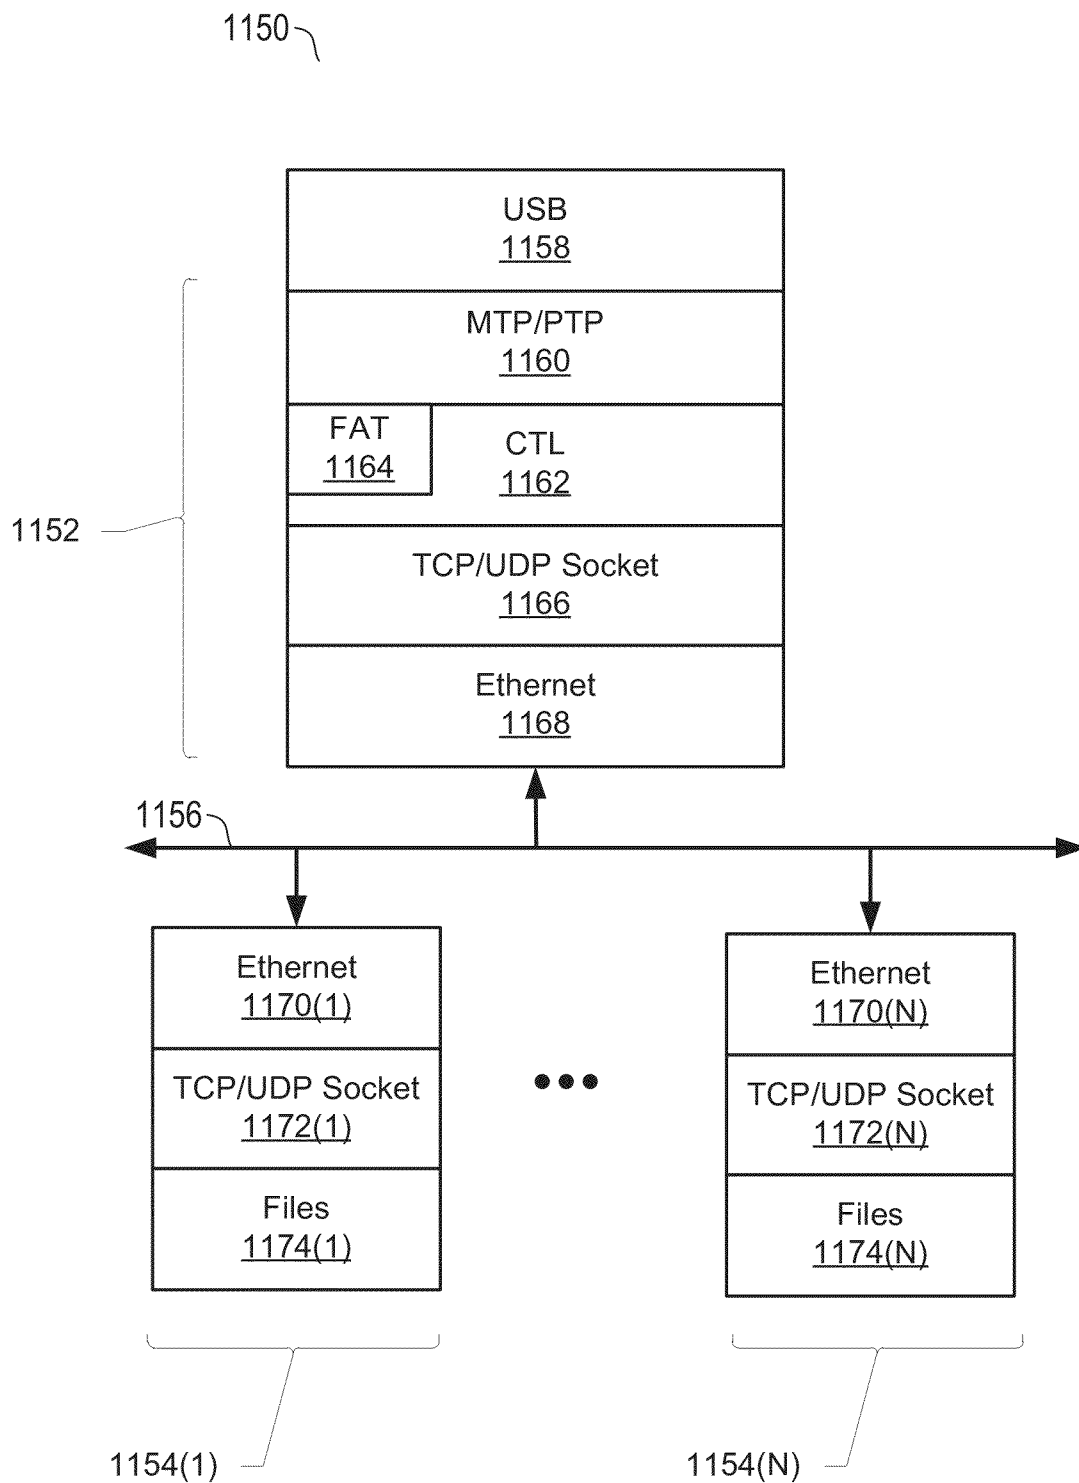 1150
USB
1158
MTP/PTP
1160
FAT
1164
CTL
1162
1152
TCP/UDP Socket
1166
Ethernet
1168
1156
Ethernet
1170(1)
TCP/UDP Socket
1172(1)
Files
1174(1)
•••
Ethernet
1170(N)
TCP/UDP Socket
1172(N)
Files
1174(N)
1154(1)
1154(N)